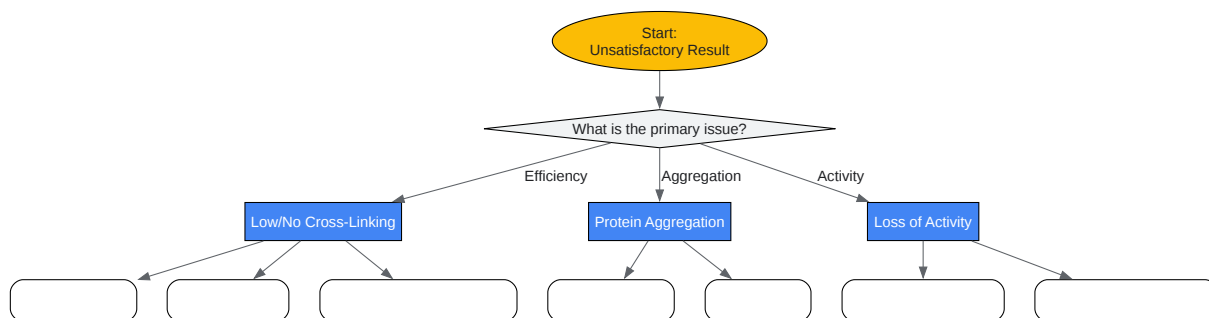 Start:
Unsatisfactory Result
What is the primary issue?
Efficiency
Aggregation
Activity
Low/No Cross-Linking
Protein Aggregation
Loss of Activity